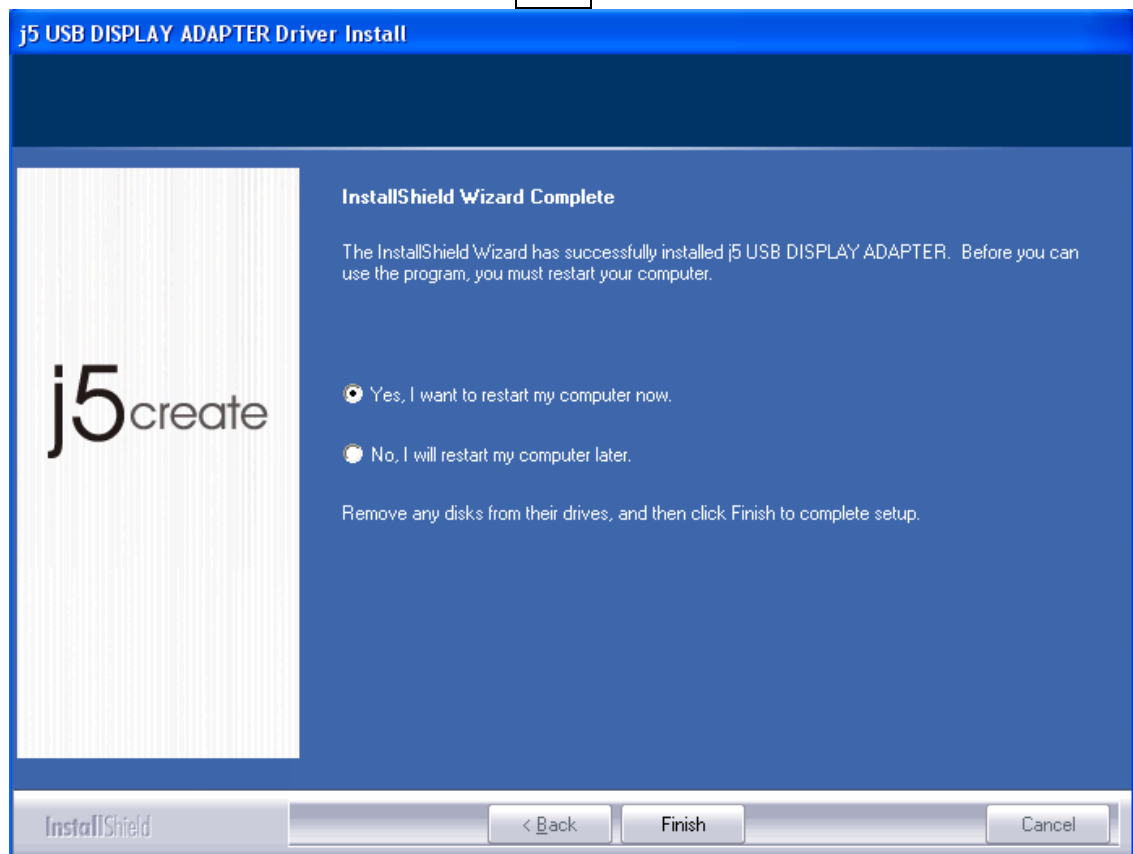 j5 USB DISPLAY ADAPTER Driver Install
InstallShield Wizard Complete
The InstallShield Wizard has successfully installed j5 USB DISPLAY ADAPTER. Before you can
use the program, you must restart your computer.
j5create
Yes, I want to restart my computer now.
No, I will restart my computer later.
Remove any disks from their drives, and then click Finish to complete setup.
InstallShield
< Back
Finish
Cancel